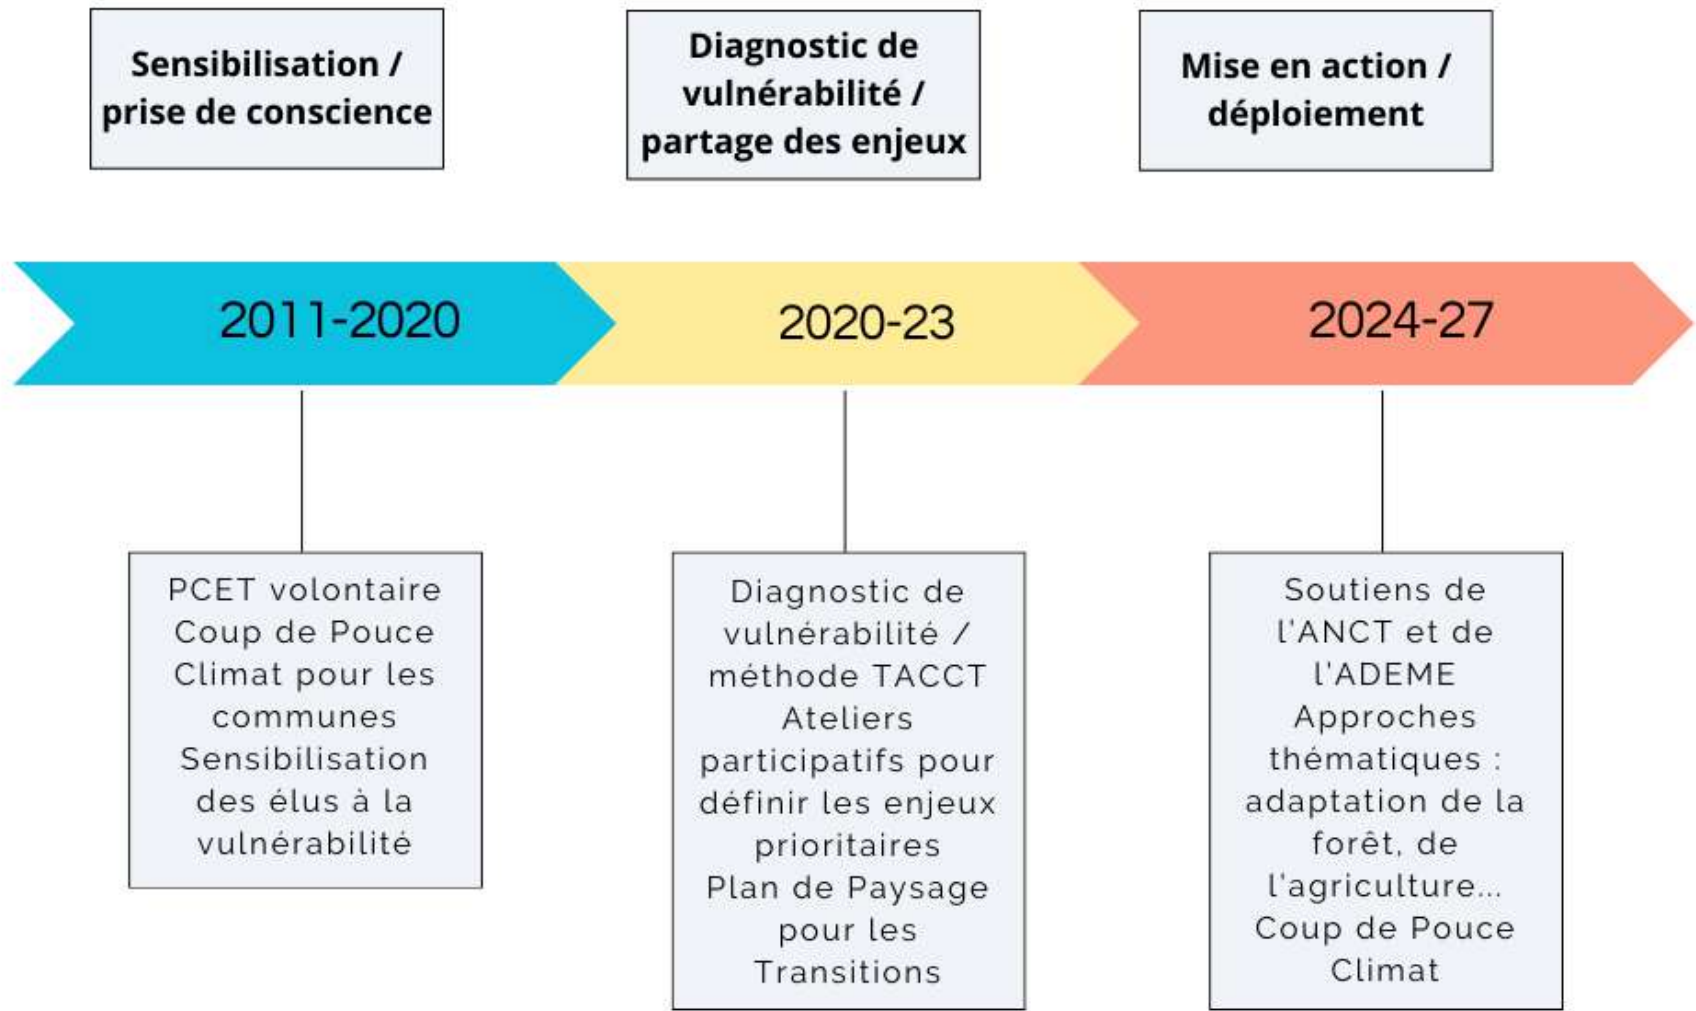 Sensibilisation /
prise de conscience
Diagnostic de
vulnérabilité /
partage des enjeux
Mise en action /
déploiement
2011-2020
2020-23
2024-27
PCET volontaire
Coup de Pouce
Climat pour les
communes
Sensibilisation
des élus à la
vulnérabilité
Diagnostic de
vulnérabilité /
méthode TACCT
Ateliers
participatifs pour
définir les enjeux
prioritaires
Plan de Paysage
pour les
Transitions
Soutiens de
l'ANCT et de
l'ADEME
Approches
thématiques :
adaptation de la
forêt, de
l'agriculture...
Coup de Pouce
Climat